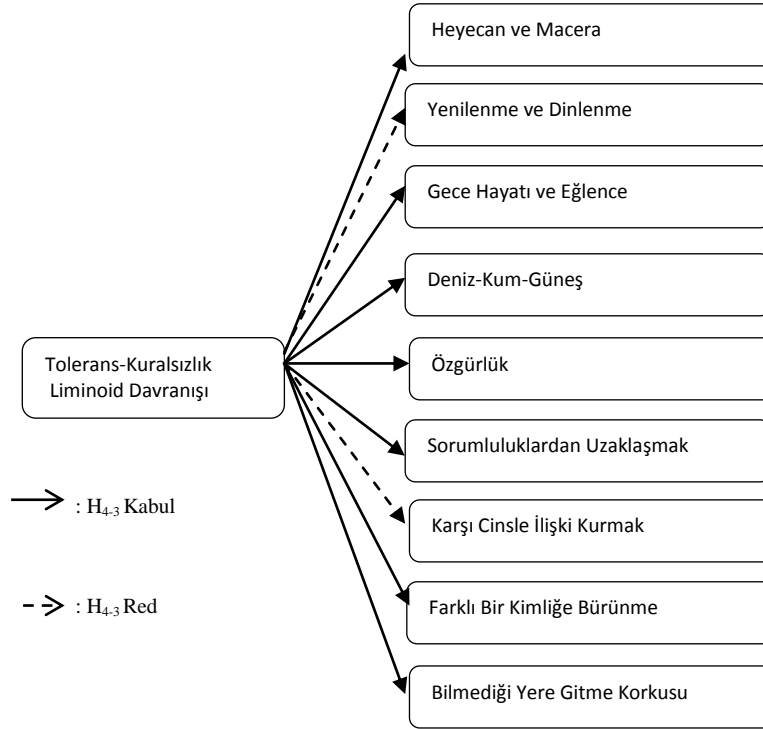 Heyecan ve Macera
Yenilenme ve Dinlenme
Gece Hayatı ve Eğlence
Deniz-Kum-Güneş
Tolerans-Kuralsızlık
Liminoid Davranışı
Özgürlük
Sorumluluklardan Uzaklaşmak
: H4-3 Kabul
Karşı Cinsle İlişki Kurmak
: H4-3 Red
Farklı Bir Kimliğe Bürünme
Bilmediği Yere Gitme Korkusu